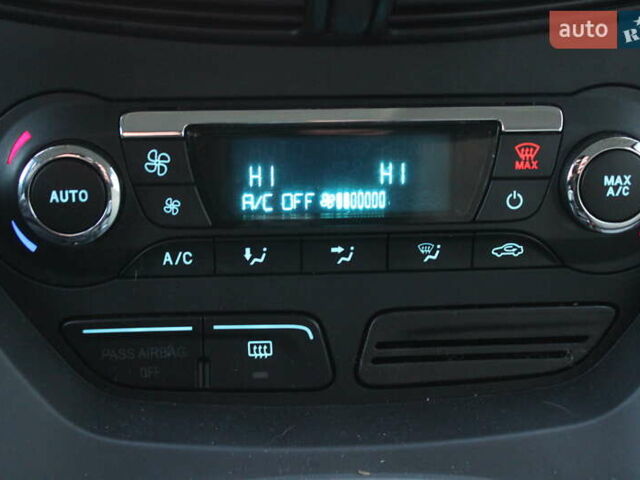 auto
R
HI HI
A/C OFF
MAX
AUTO
MAX
A/C
A/C
PASS AIRBAG
OFF